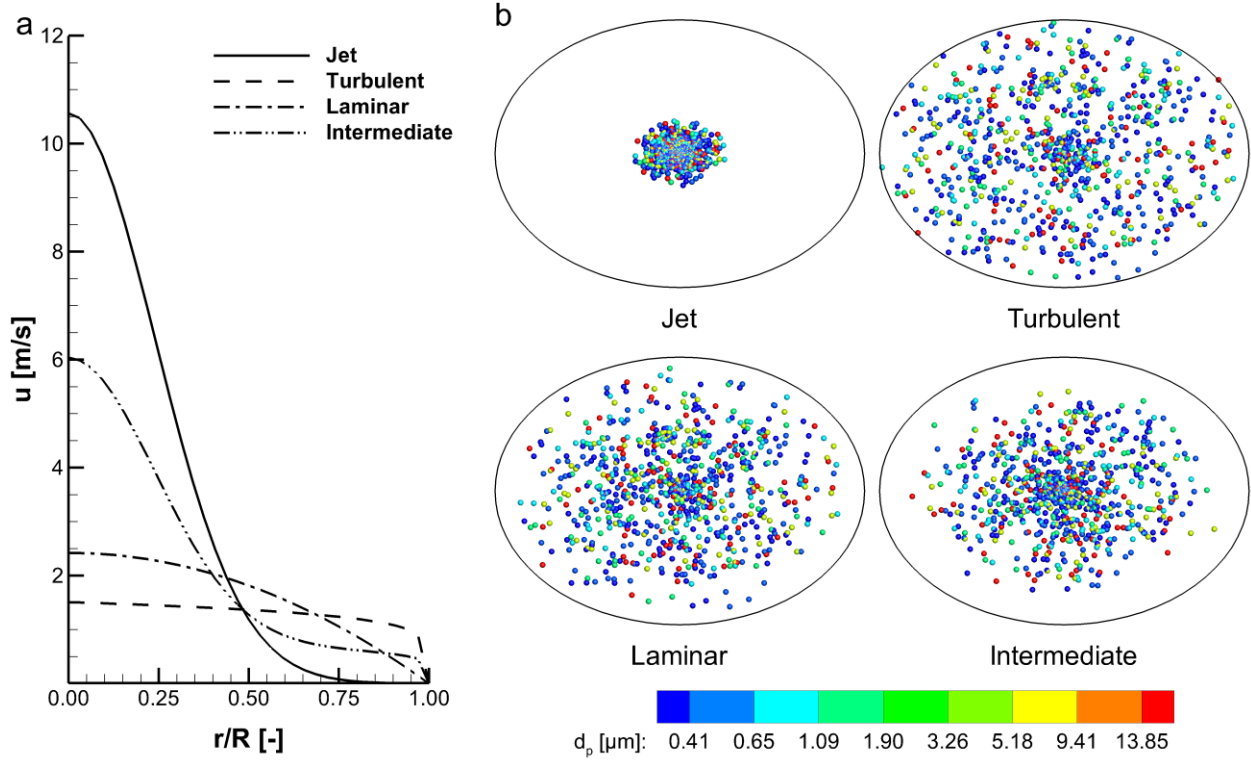 a
12
10
8
6
4
2
u [m/s]
0.00 0.25 0.50 0.75 1.00
r/R [-]
Jet
Turbulent
Laminar
Intermediate
b
Jet
Turbulent
Laminar
Intermediate
dp [µm]: 0.41 0.65 1.09 1.90 3.26 5.18 9.41 13.85